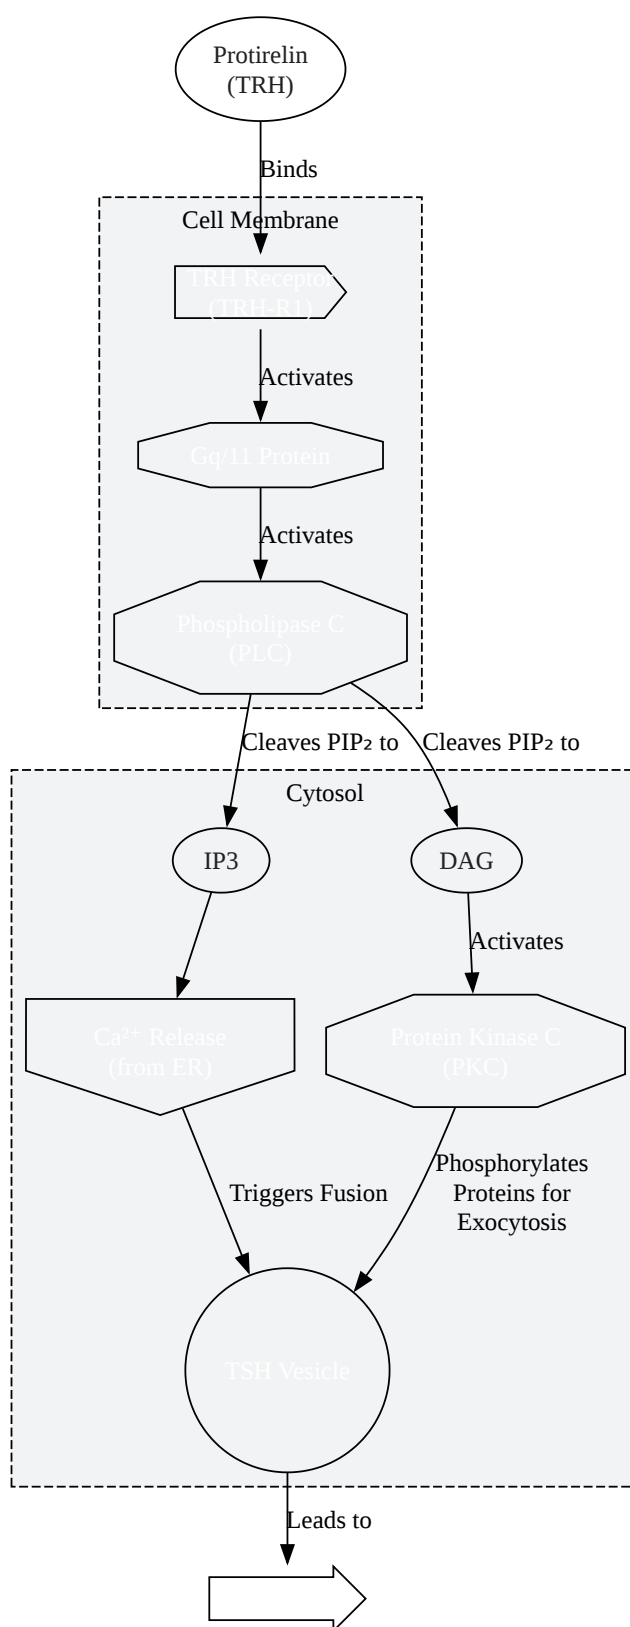 Protirelin
(TRH)
Binds
Cell Membrane
TRH Receptor
(TRH-R1)
Activates
Gq/11 Protein
Activates
Phospholipase C
(PLC)
Cleaves PIP₂ to
Cleaves PIP₂ to
Cytosol
IP3
DAG
Activates
Ca²⁺ Release
(from ER)
Protein Kinase C
(PKC)
Triggers Fusion
Phosphorylates
Proteins for
Exocytosis
TSH Vesicle
Leads to